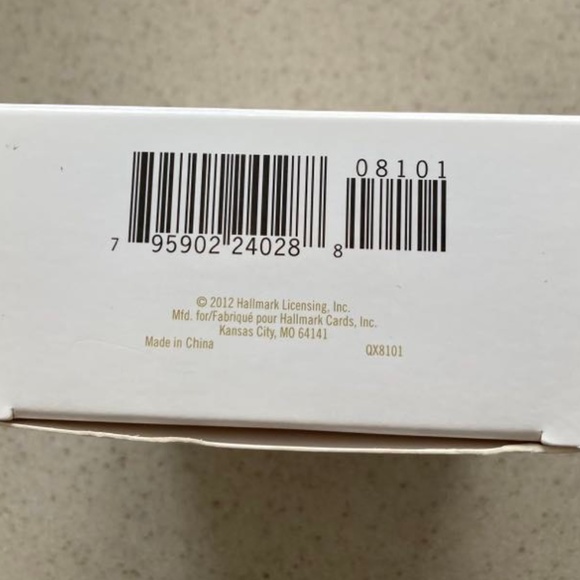 08101
7 95902 24028 8
© 2012 Hallmark Licensing, Inc.
Mfd. for/Fabriqué pour Hallmark Cards, Inc.
Kansas City, MO 64141
Made in China QX8101